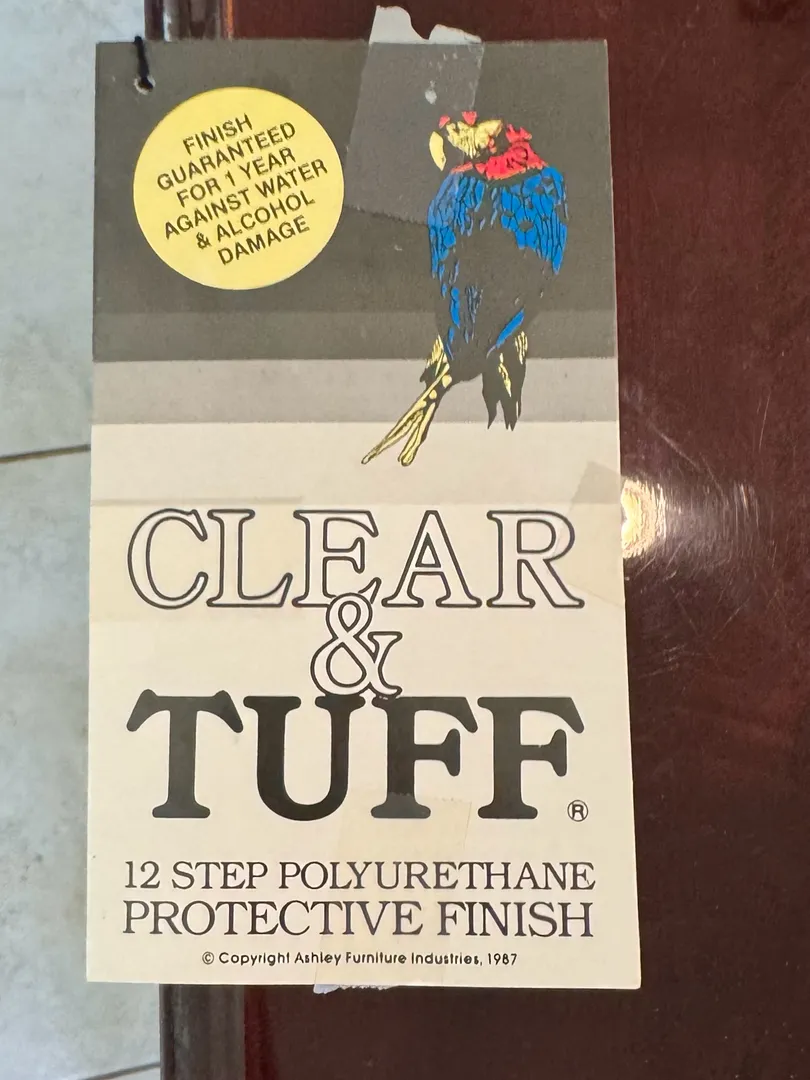 FINISH
GUARANTEED
FOR 1 YEAR
AGAINST WATER
& ALCOHOL
DAMAGE
CLEAR
&
TUFF®
12 STEP POLYURETHANE
PROTECTIVE FINISH
© Copyright Ashley Furniture Industries, 1987